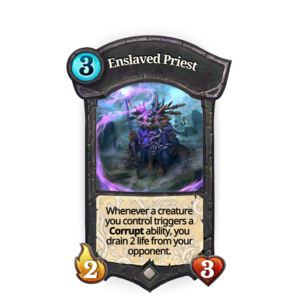 3
Enslaved Priest
Whenever a creature
you control triggers a
Corrupt ability, you
drain 2 life from your
opponent.
2
3